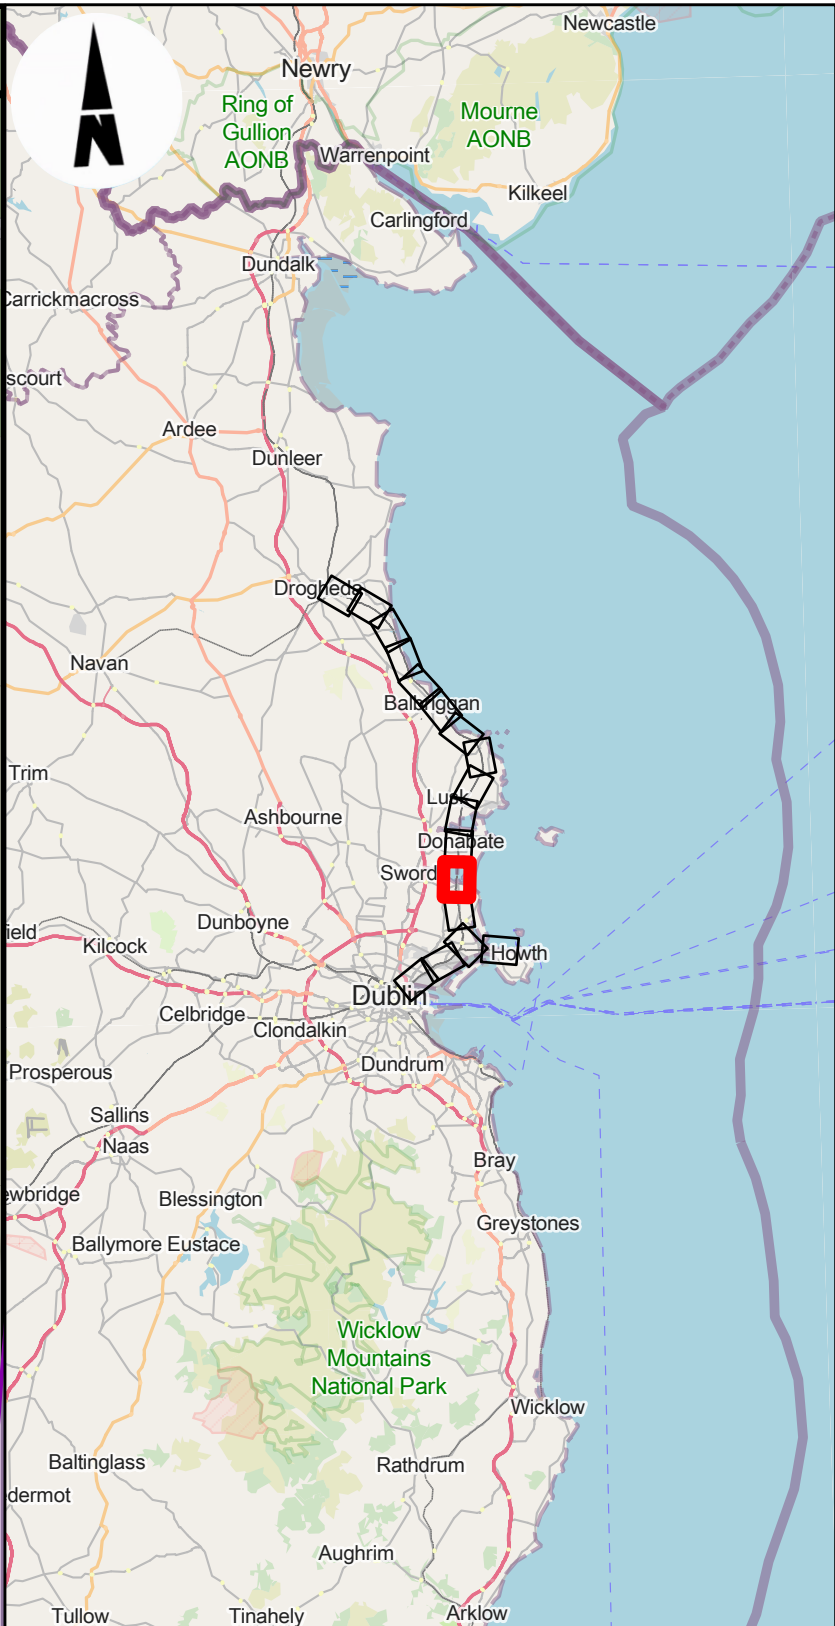 Newcastle
Newry
Ring of
Gullion
AONB
Mourne
AONB
N
Warrenpoint
Kilkeel
Carlingford
Dundalk
Carrickmacross
scourt
Ardee
Dunleer
Drogheda
Navan
Balbriggan
Trim
Lusk
Ashbourne
Donabate
Sword
Dunboyne
ield
Kilcock
Howth
Dublin
Celbridge
Clondalkin
Dundrum
Prosperous
Sallins
Naas
Bray
ewbridge
Blessington
Greystones
Ballymore Eustace
Wicklow
Mountains
National Park
Wicklow
Baltinglass
Rathdrum
dermot
Aughrim
Tullow
Tinahely
Arklow